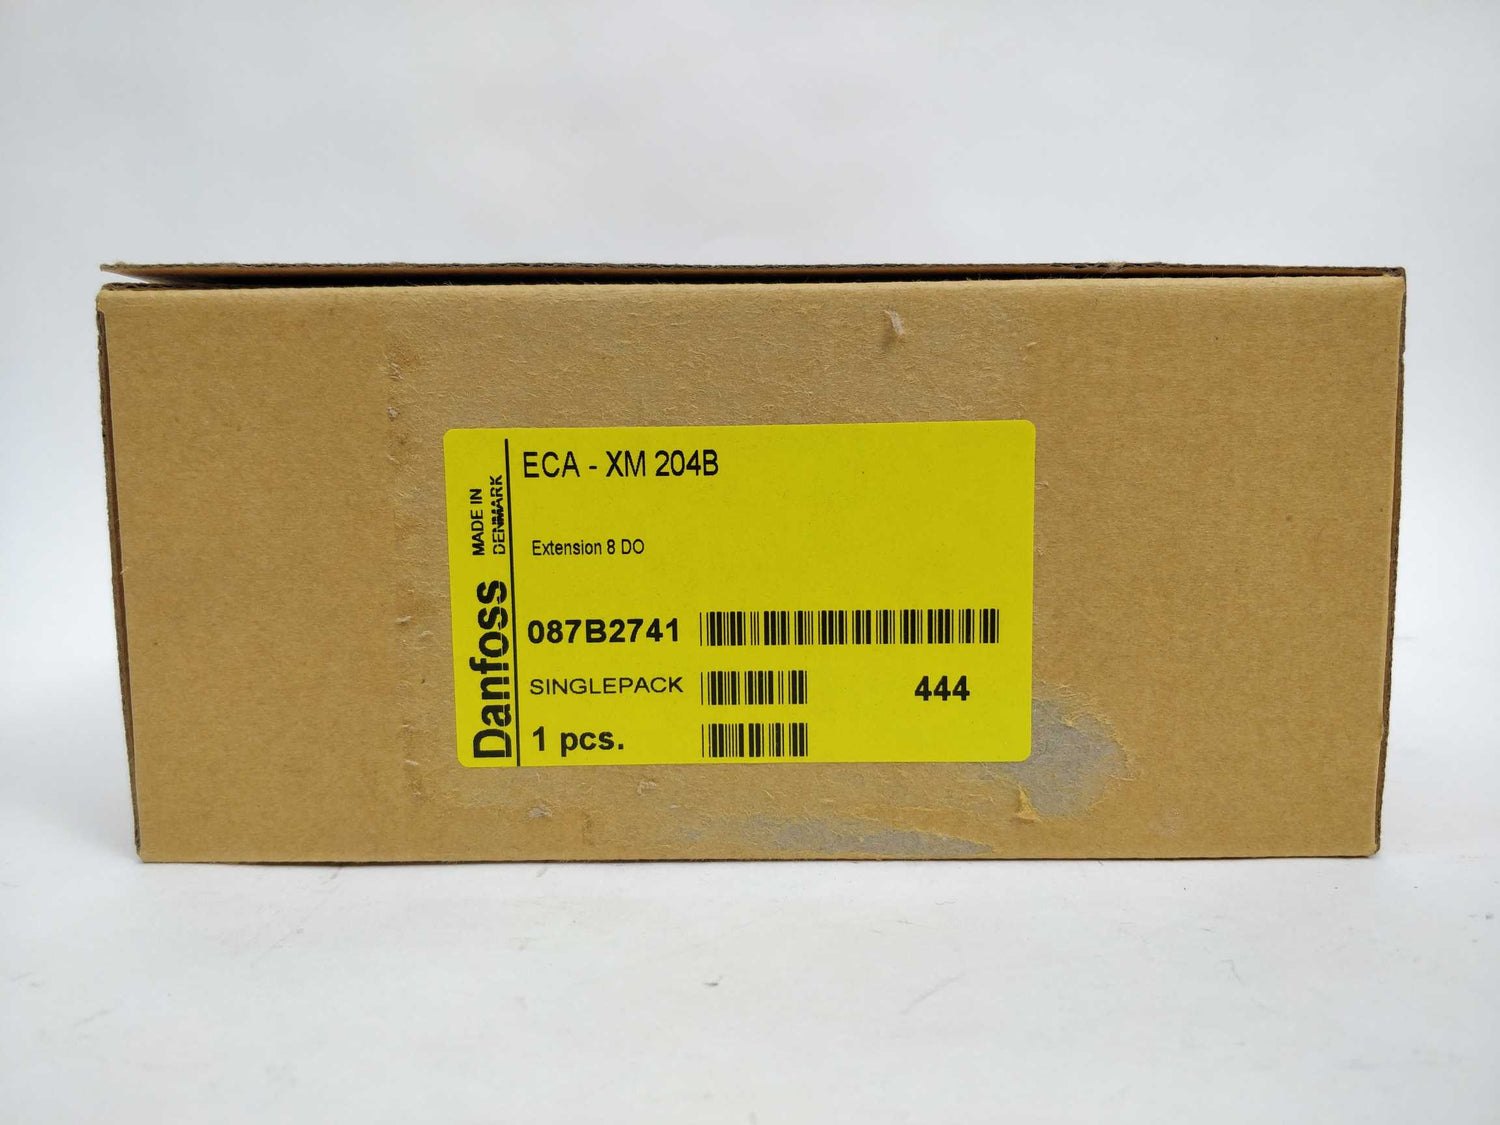 ECA - XM 204B
Extension 8 DO
087B2741
SINGLEPACK
444
1 pcs.
Danfoss
MADE IN
DENMARK